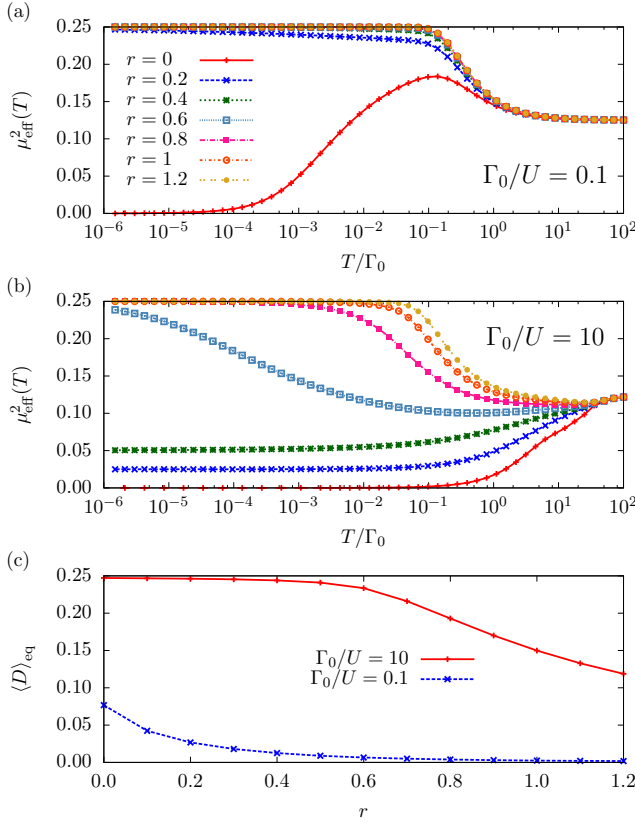 (a)
0.25
0.20
0.15
0.10
0.05
0.00
μ²eff(T)
r = 0
r = 0.2
r = 0.4
r = 0.6
r = 0.8
r = 1
r = 1.2
Γ₀/U = 0.1
10⁻⁶ 10⁻⁵ 10⁻⁴ 10⁻³ 10⁻² 10⁻¹ 10⁰ 10¹ 10²
T/Γ₀
(b)
0.25
0.20
0.15
0.10
0.05
0.00
μ²eff(T)
Γ₀/U = 10
10⁻⁶ 10⁻⁵ 10⁻⁴ 10⁻³ 10⁻² 10⁻¹ 10⁰ 10¹ 10²
T/Γ₀
(c)
0.25
0.20
0.15
0.10
0.05
0.00
⟨D⟩eq
Γ₀/U = 10
Γ₀/U = 0.1
0.0 0.2 0.4 0.6 0.8 1.0 1.2
r